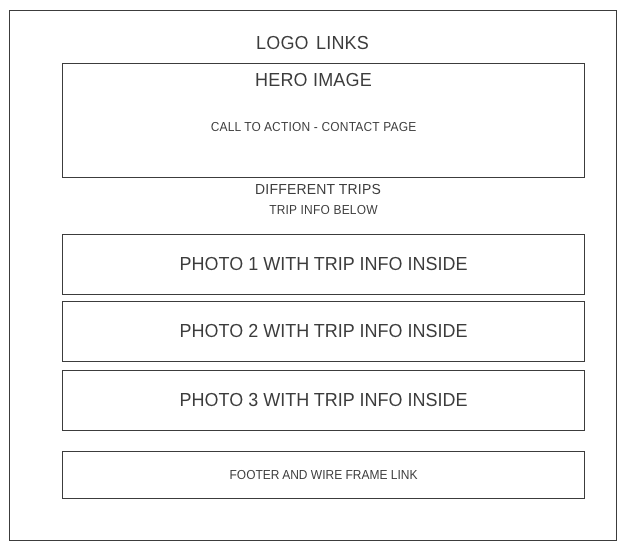 LOGO LINKS
HERO IMAGE
CALL TO ACTION - CONTACT PAGE
DIFFERENT TRIPS
TRIP INFO BELOW
PHOTO 1 WITH TRIP INFO INSIDE
PHOTO 2 WITH TRIP INFO INSIDE
PHOTO 3 WITH TRIP INFO INSIDE
FOOTER AND WIRE FRAME LINK